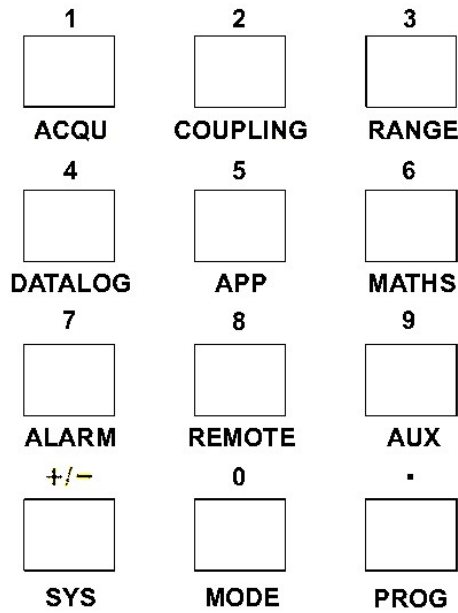 1 2 3
ACQU COUPLING RANGE
4 5 6
DATALOG APP MATHS
7 8 9
ALARM REMOTE AUX
+/- 0 .
SYS MODE PROG